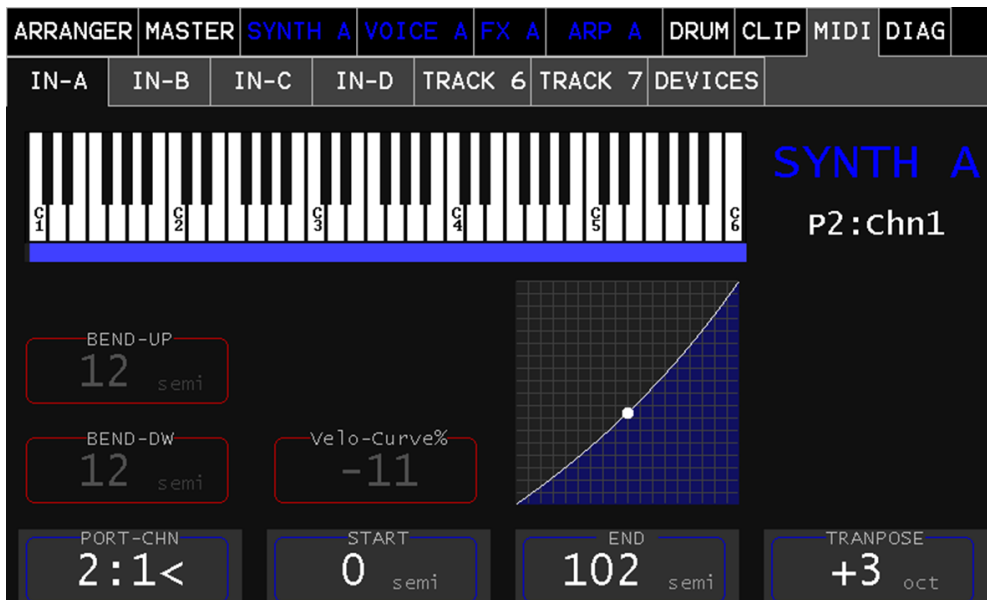 ARRANGER MASTER SYNTH A VOICE A FX A ARP A DRUM CLIP MIDI DIAG
IN-A IN-B IN-C IN-D TRACK 6 TRACK 7 DEVICES
SYNTH A
C1 C2 C3 C4 C5 C6
P2:Chn1
BEND-UP
12 semi
BEND-DW Velo-Curve%
12 semi -11
PORT-CHN START END TRANPOSE
2:1< 0 semi 102 semi +3 oct